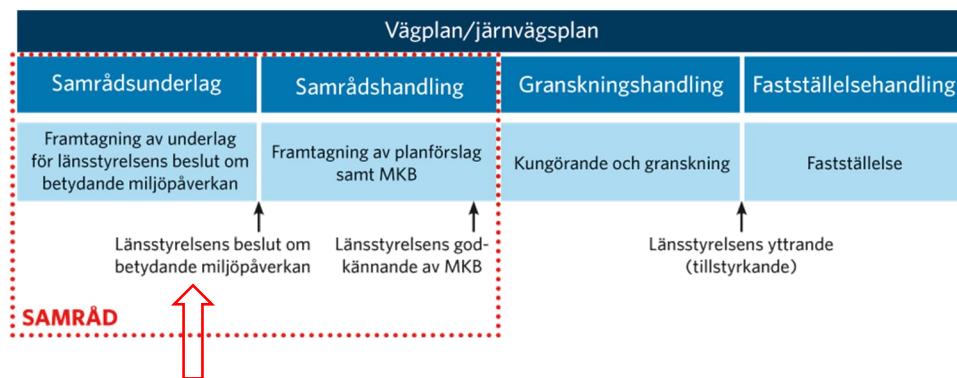 Vägplan/järnvägsplan
Samrådsunderlag
Samrådshandling
Granskningshandling
Fastställelsehandling
Framtagning av underlag
för länsstyrelsens beslut om
betydande miljöpåverkan
Framtagning av planförslag
samt MKB
Kungörande och granskning
Fastställelse
Länsstyrelsens beslut om
betydande miljöpåverkan
Länsstyrelsens god-
kännande av MKB
Länsstyrelsens yttrande
(tillstyrkande)
SAMRÅD